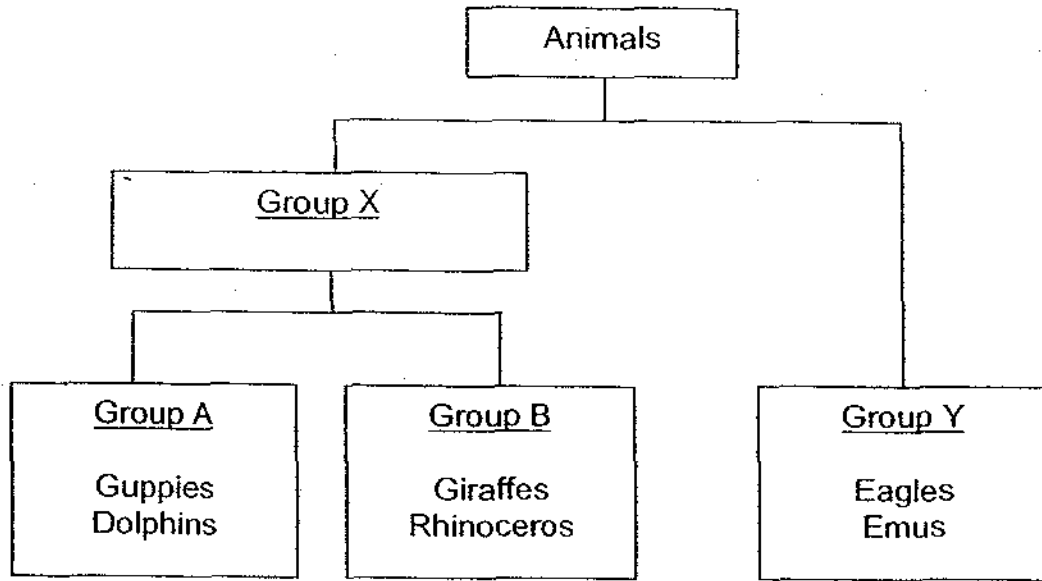 Animals
Group X
Group A
Guppies
Dolphins
Group B
Giraffes
Rhinoceros
Group Y
Eagles
Emus